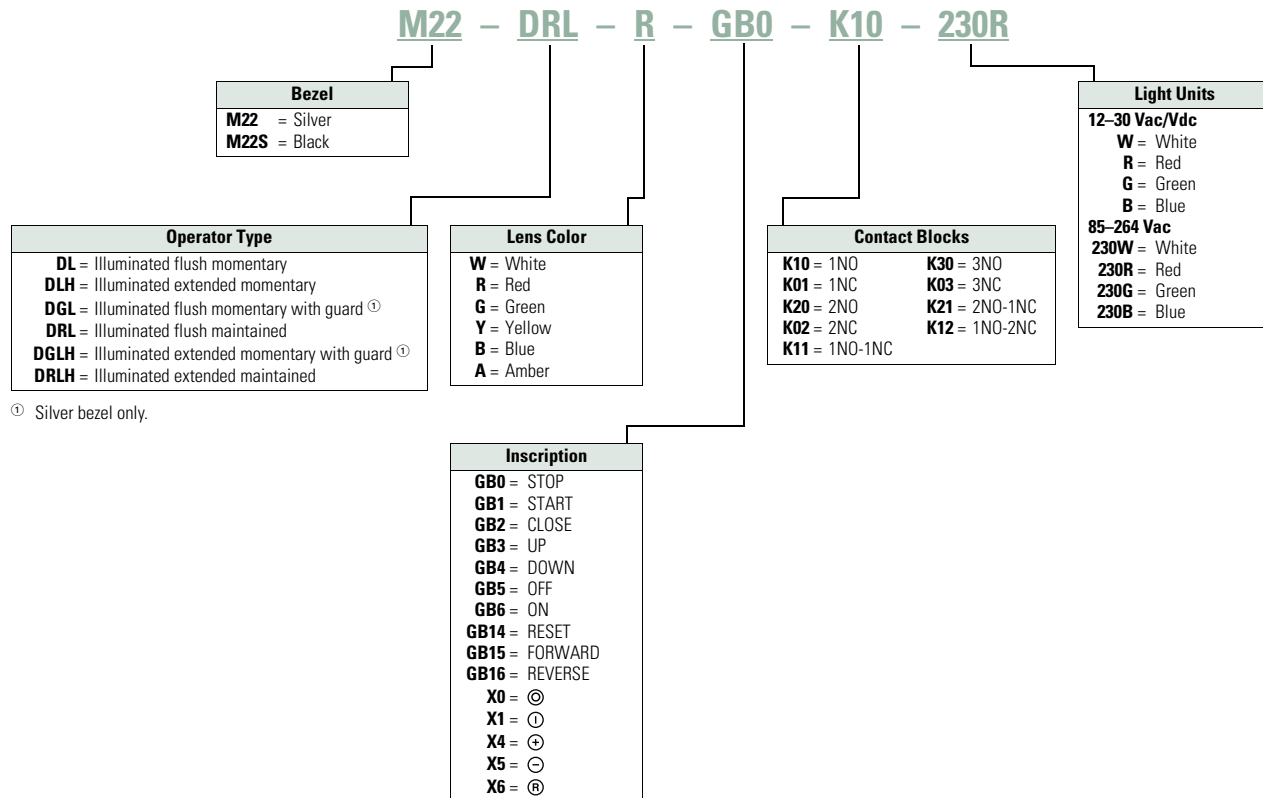 M22 – DRL – R – GB0 – K10 – 230R
Bezel
M22 = Silver
M22S = Black
Light Units
12–30 Vac/Vdc
W = White
R = Red
G = Green
B = Blue
85–264 Vac
230W = White
230R = Red
230G = Green
230B = Blue
Operator Type
DL = Illuminated flush momentary
DLH = Illuminated extended momentary
DGL = Illuminated flush momentary with guard ①
DRL = Illuminated flush maintained
DGLH = Illuminated extended momentary with guard ①
DRLH = Illuminated extended maintained
Lens Color
W = White
R = Red
G = Green
Y = Yellow
B = Blue
A = Amber
Contact Blocks
K10 = 1NO K30 = 3NO
K01 = 1NC K03 = 3NC
K20 = 2NO K21 = 2NO-1NC
K02 = 2NC K12 = 1NO-2NC
K11 = 1NO-1NC
① Silver bezel only.
Inscription
GB0 = STOP
GB1 = START
GB2 = CLOSE
GB3 = UP
GB4 = DOWN
GB5 = OFF
GB6 = ON
GB14 = RESET
GB15 = FORWARD
GB16 = REVERSE
X0 = ◎
X1 = ⏼
X4 = ⊕
X5 = ⊖
X6 = Ⓡ